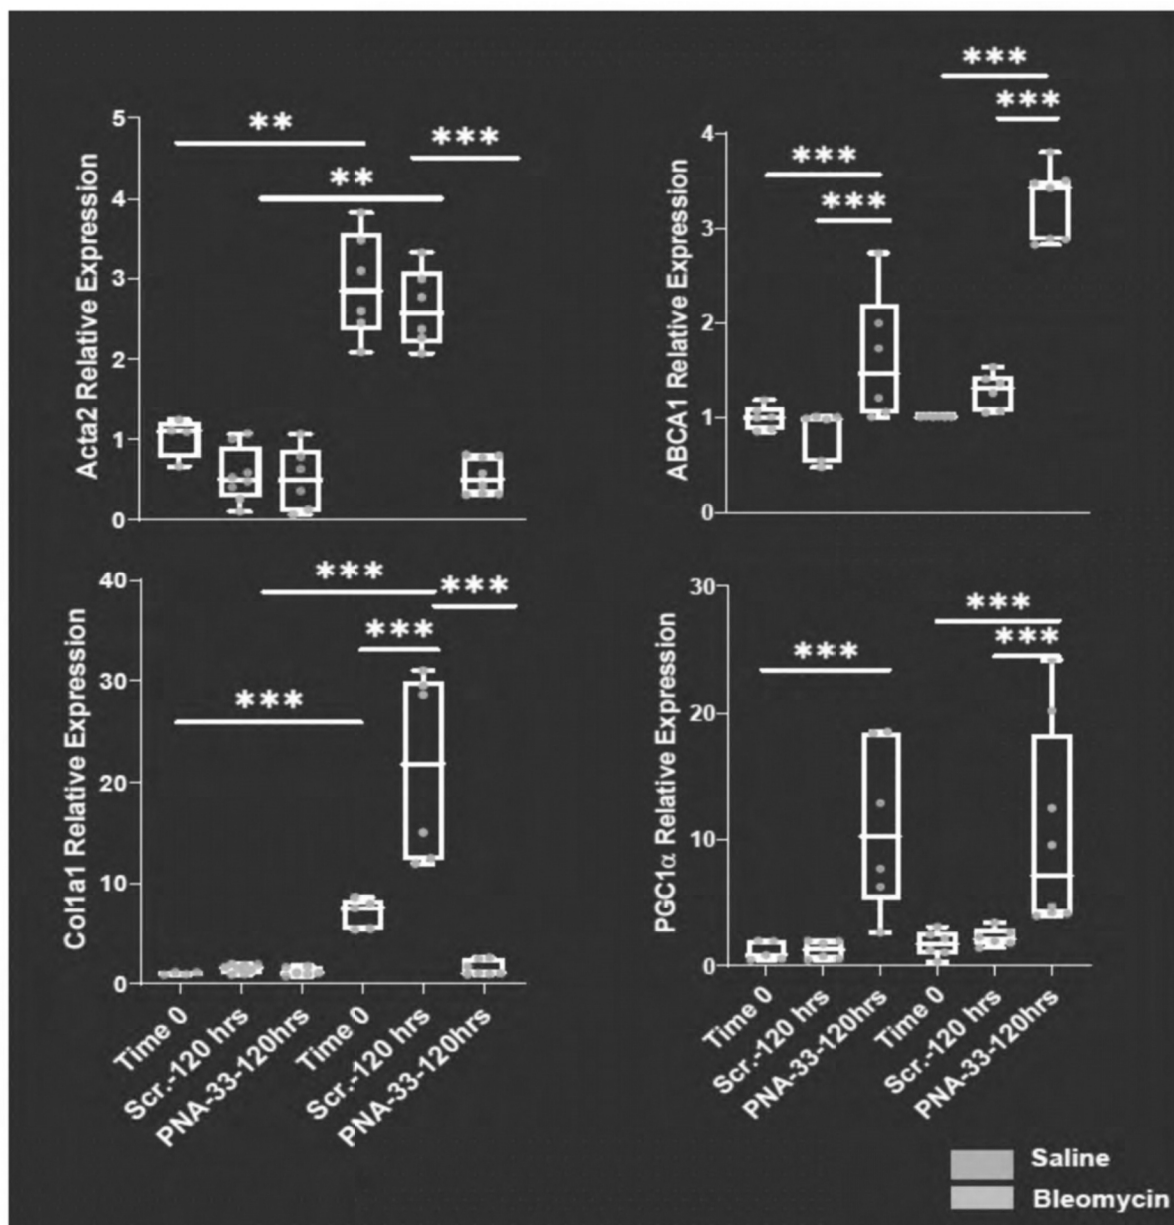 Acta2 Relative Expression
5
4
3
2
1
0
**
**
***
ABCA1 Relative Expression
4
3
2
1
0
***
***
***
***
Col1a1 Relative Expression
40
30
20
10
0
***
***
***
***
Time 0
Scr.-120 hrs
PNA-33-120hrs
Time 0
Scr.-120 hrs
PNA-33-120hrs
PGC1α Relative Expression
30
20
10
0
***
***
***
Time 0
Scr.-120 hrs
PNA-33-120hrs
Time 0
Scr.-120 hrs
PNA-33-120hrs
Saline
Bleomycin